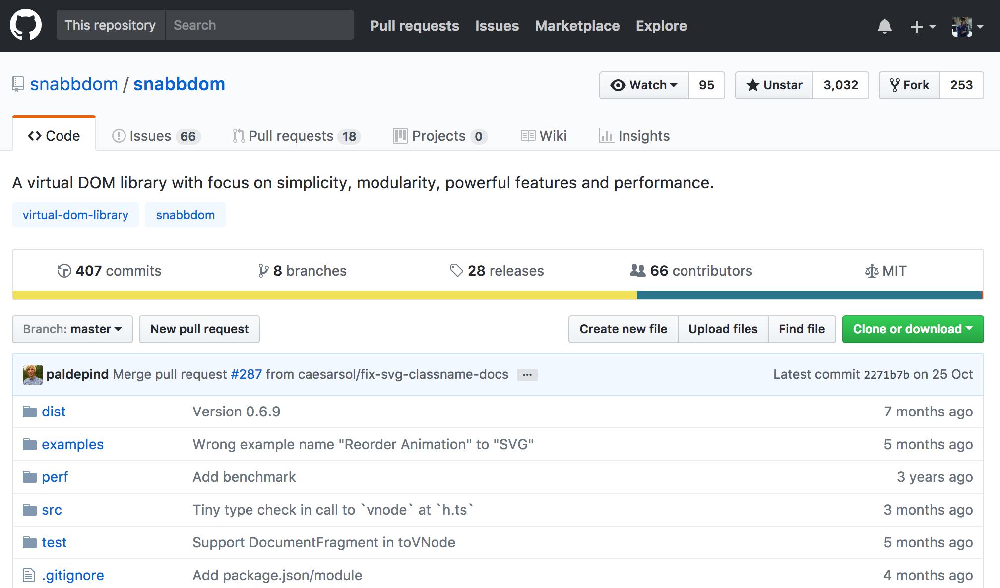 This repository Search Pull requests Issues Marketplace Explore
snabbdom / snabbdom Watch 95 Unstar 3,032 Fork 253
Code Issues 66 Pull requests 18 Projects 0 Wiki Insights
A virtual DOM library with focus on simplicity, modularity, powerful features and performance.
virtual-dom-library snabbdom
407 commits 8 branches 28 releases 66 contributors MIT
Branch: master New pull request Create new file Upload files Find file Clone or download
paldepind Merge pull request #287 from caesarsol/fix-svg-classname-docs ... Latest commit 2271b7b on 25 Oct
dist Version 0.6.9 7 months ago
examples Wrong example name "Reorder Animation" to "SVG" 5 months ago
perf Add benchmark 3 years ago
src Tiny type check in call to `vnode` at `h.ts` 3 months ago
test Support DocumentFragment in toVNode 5 months ago
.gitignore Add package.json/module 4 months ago